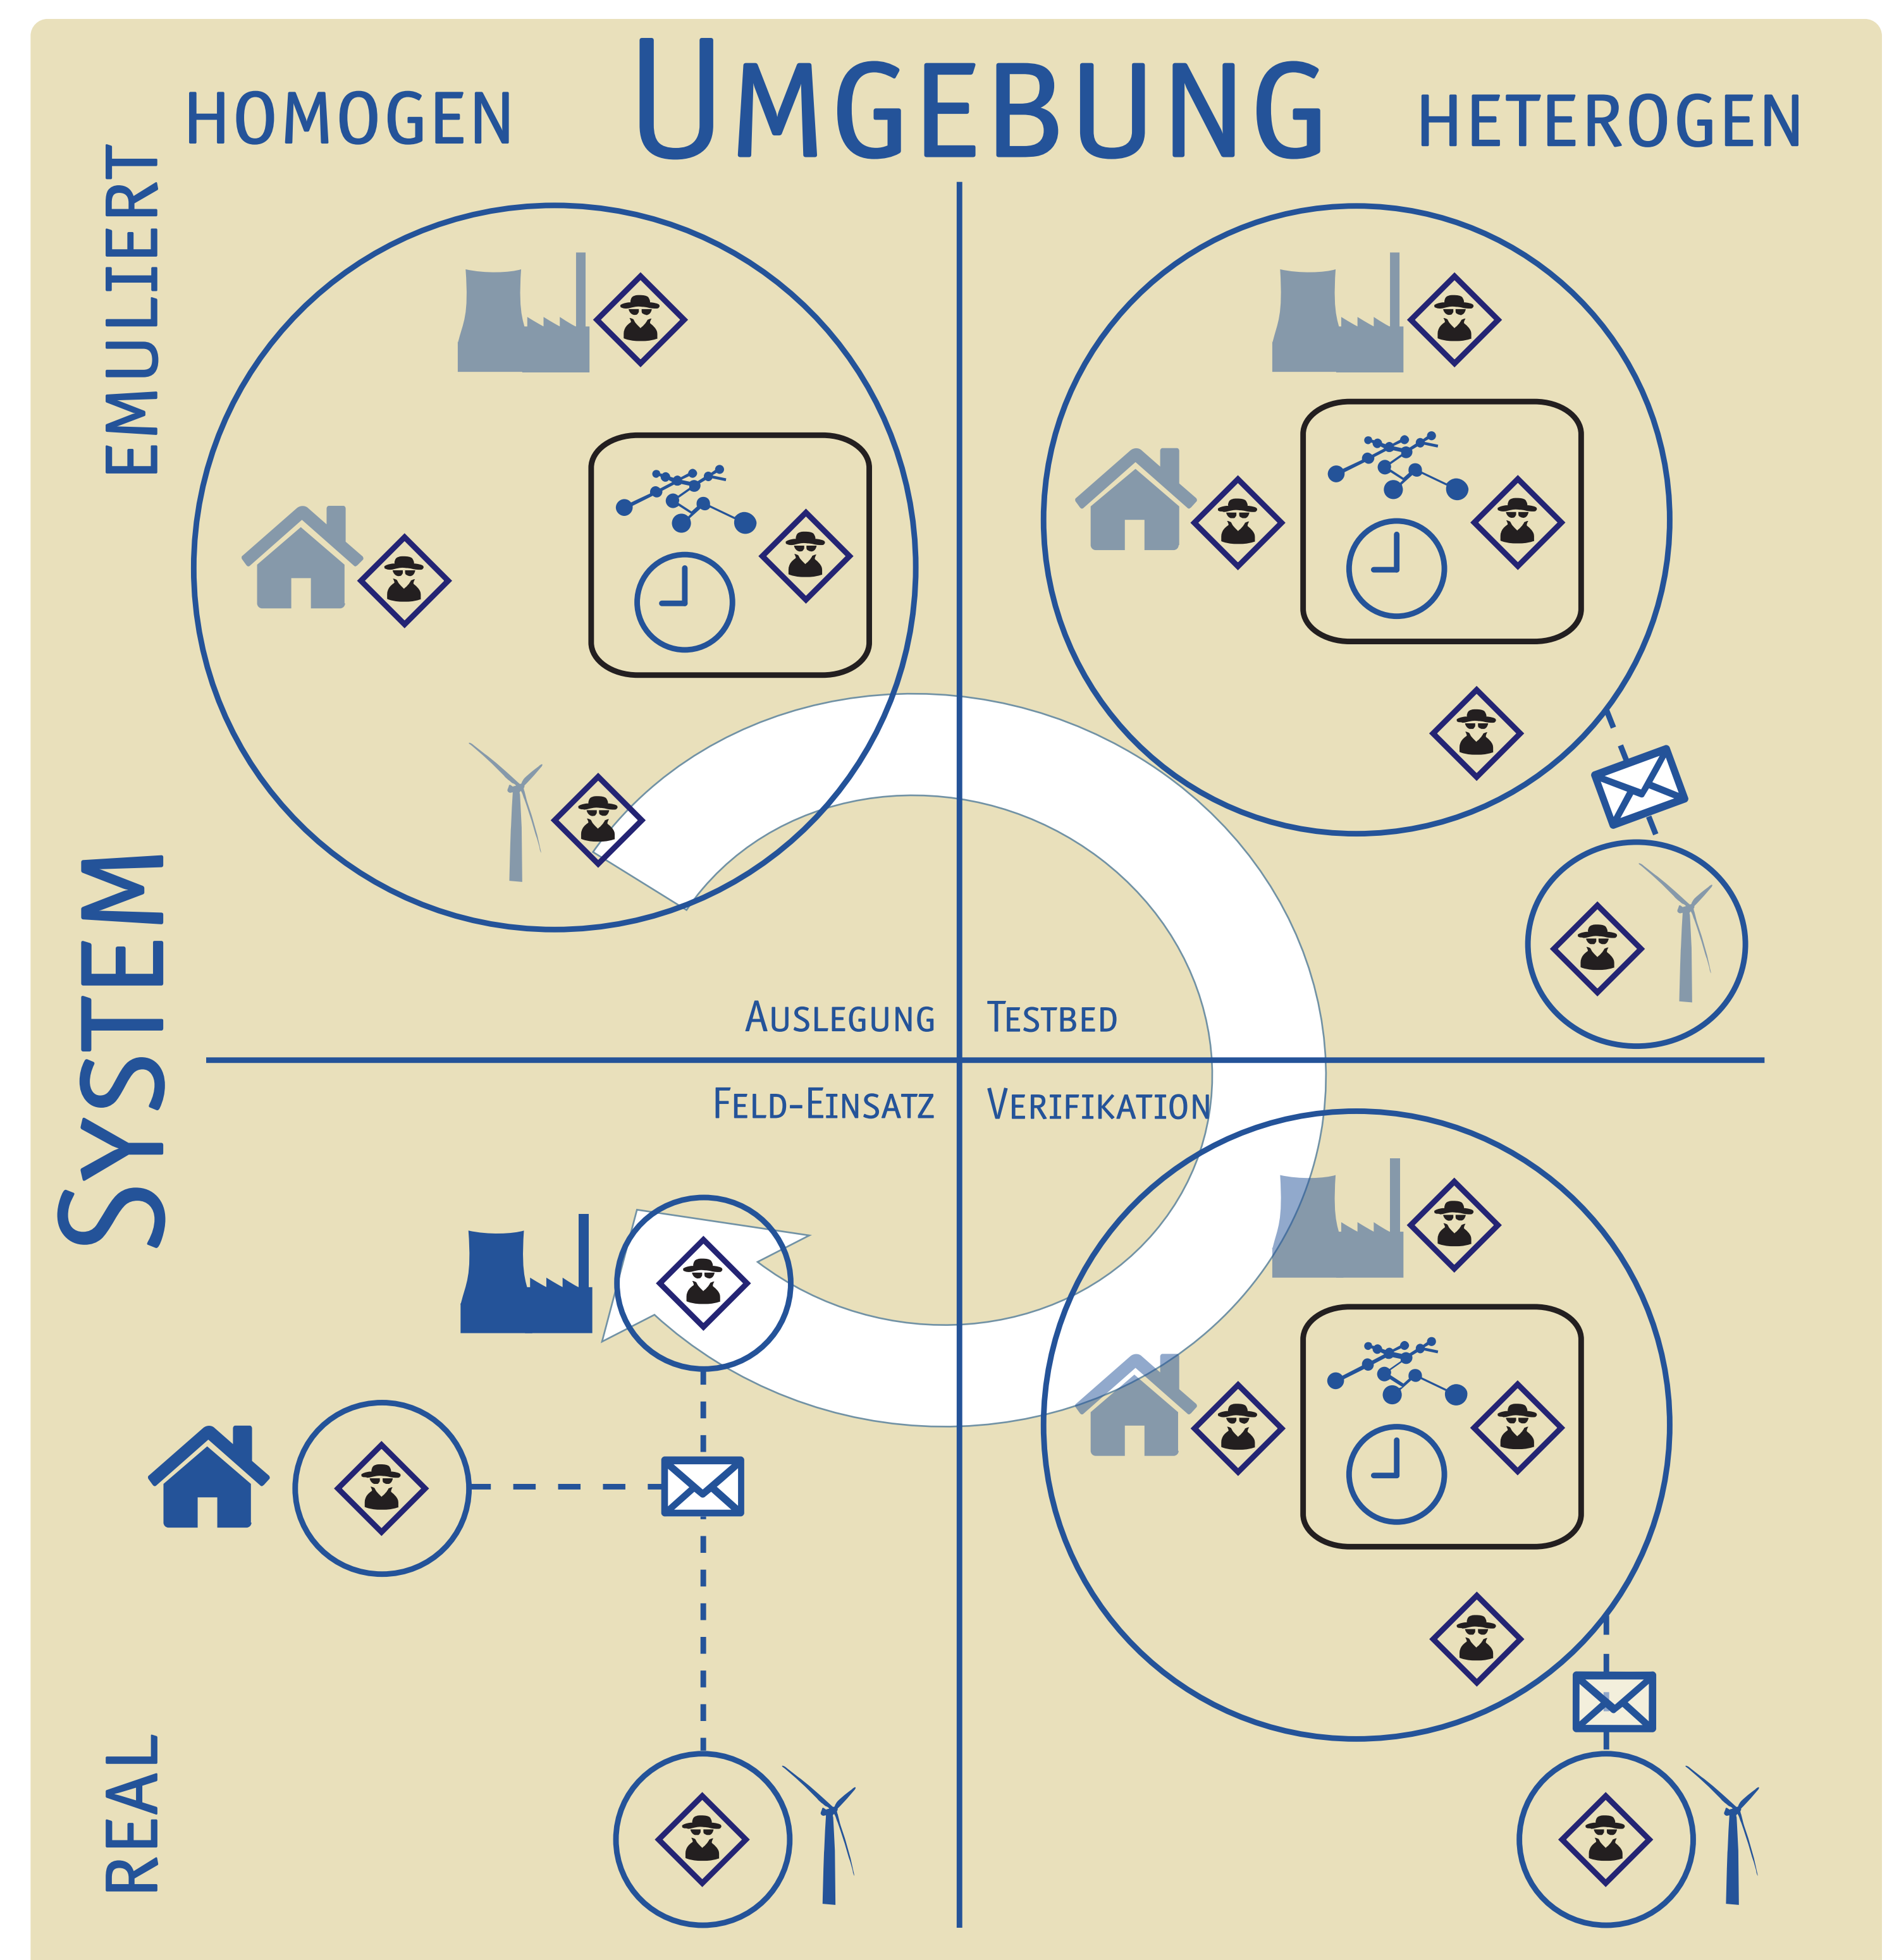 HOMOGEN
UMGEBUNG
HETEROGEN
EMULIERT
SYSTEM
REAL
AUSLEGUNG
TESTBED
FELD-EINSATZ
VERIFIKATION